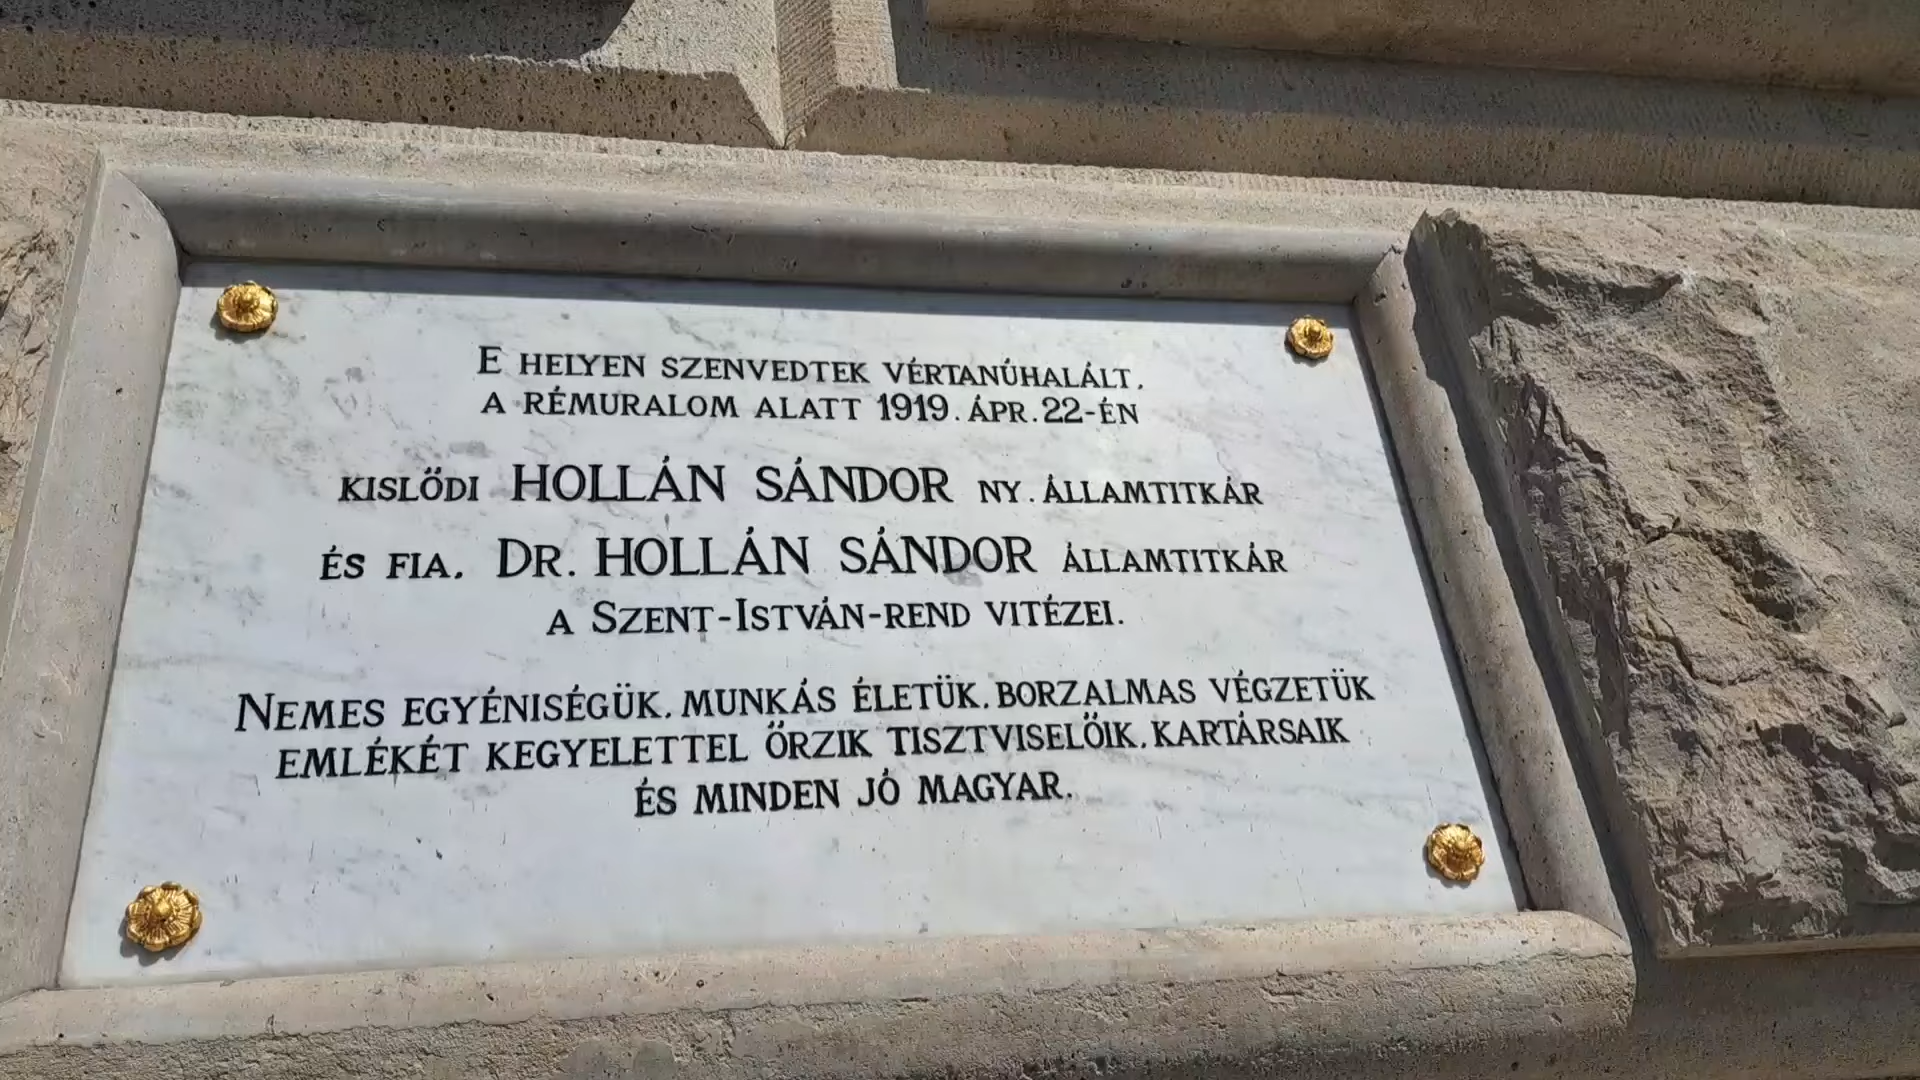 E HELYEN SZENVEDTEK VÉRTANÚHALÁLT.
A RÉMURALOM ALATT 1919. ÁPR. 22-ÉN
KISLŐDI HOLLÁN SÁNDOR NY. ÁLLAMTITKÁR
ÉS FIA. DR. HOLLÁN SÁNDOR ÁLLAMTITKÁR
A SZENT-ISTVÁN-REND VITÉZEI.
NEMES EGYÉNISÉGÜK. MUNKÁS ÉLETÜK. BORZALMAS VÉGZETÜK
EMLÉKÉT KEGYELETTEL ŐRZIK TISZTVISELŐIK. KARTÁRSAIK
ÉS MINDEN JÓ MAGYAR.